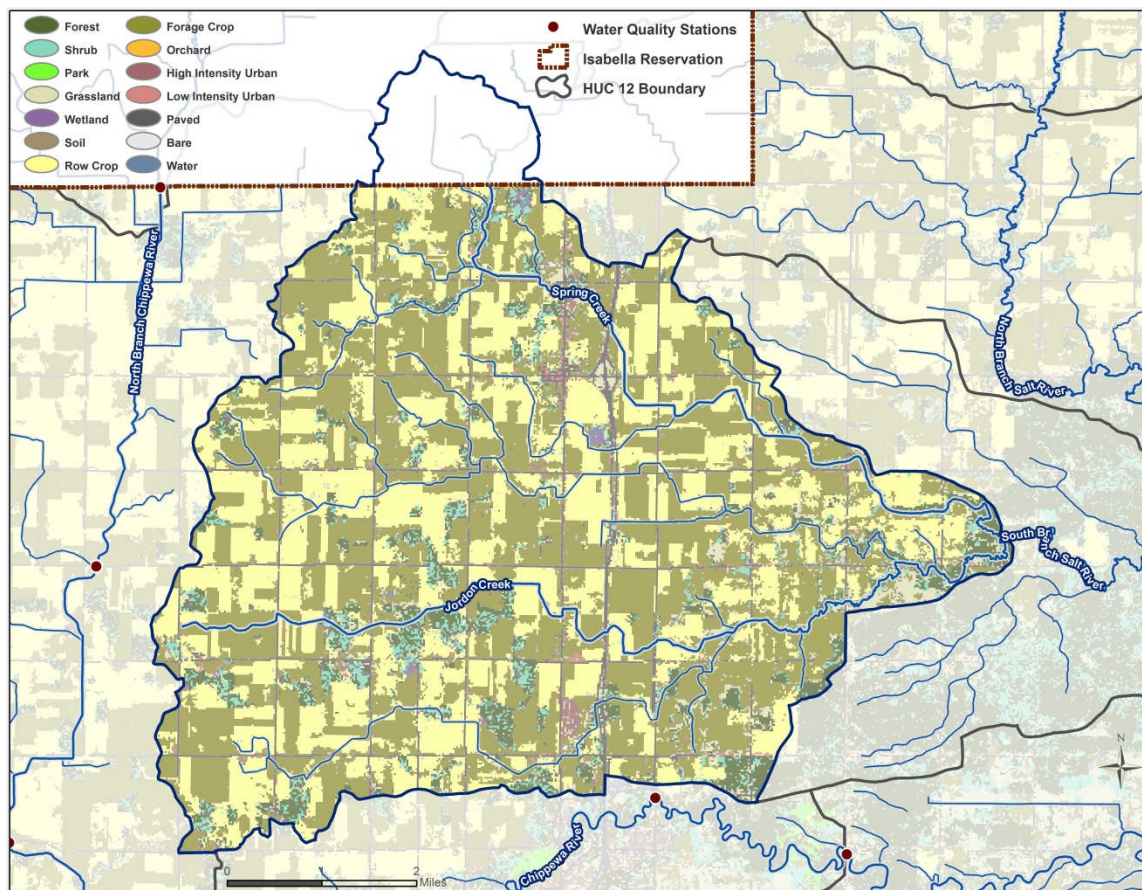 Forest
Shrub
Park
Grassland
Wetland
Soil
Row Crop
Forage Crop
Orchard
High Intensity Urban
Low Intensity Urban
Paved
Bare
Water
Water Quality Stations
Isabella Reservation
HUC 12 Boundary
North Branch Chippewa River
Spring Creek
North Branch
Salt River
South Branch Salt River
Jordon Creek
Chippewa River
N
0
2
Miles